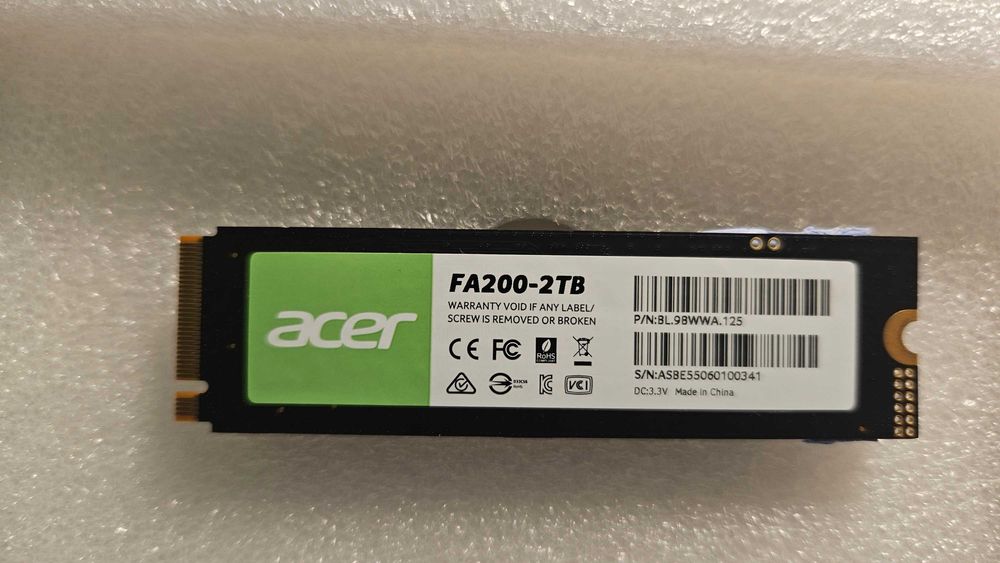 acer
FA200-2TB
WARRANTY VOID IF ANY LABEL/
SCREW IS REMOVED OR BROKEN
CE FC RoHS
VCI
P/N:BL.9BWWA.125
S/N:ASBE55060100341
DC:3.3V Made in China